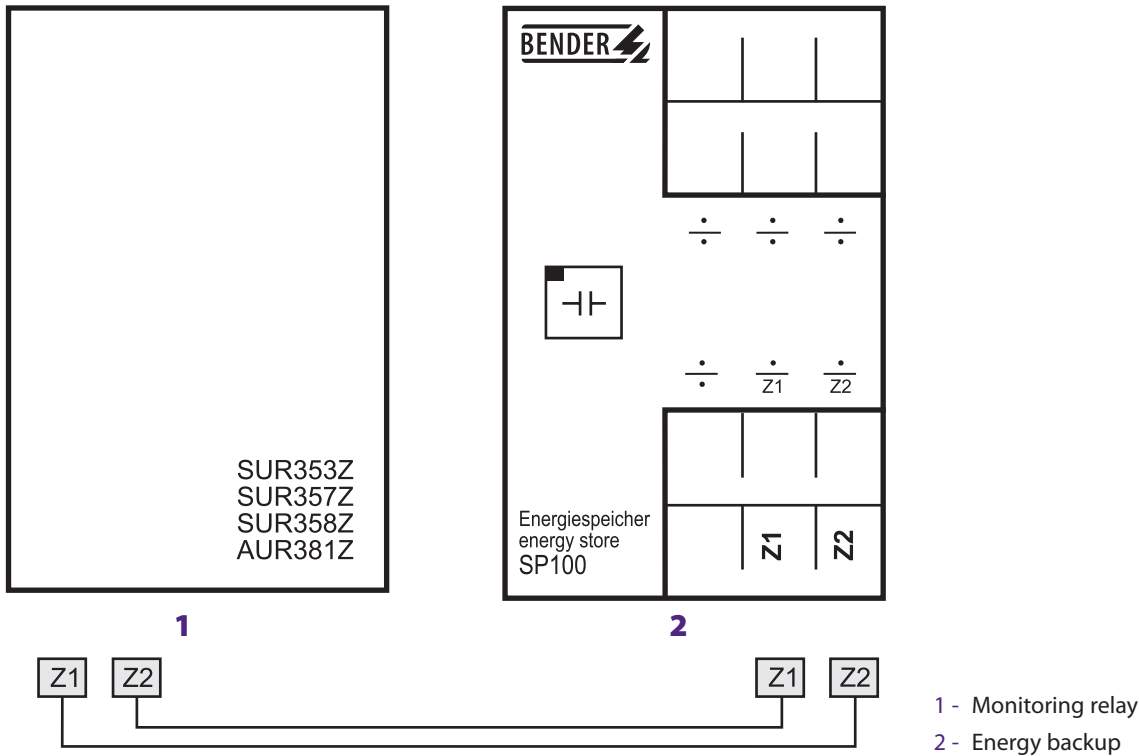 BENDER
Z1
Z2
SUR353Z
SUR357Z
SUR358Z
AUR381Z
Energiespeicher
energy store
SP100
Z1
Z2
1
2
Z1
Z2
Z1
Z2
1 - Monitoring relay
2 - Energy backup